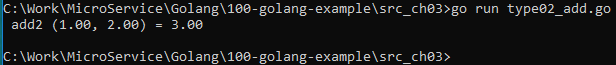 C:\Work\MicroService\Golang\100-golang-example\src_ch03>go run type02_add.go
add2 (1.00, 2.00) = 3.00
C:\Work\MicroService\Golang\100-golang-example\src_ch03>